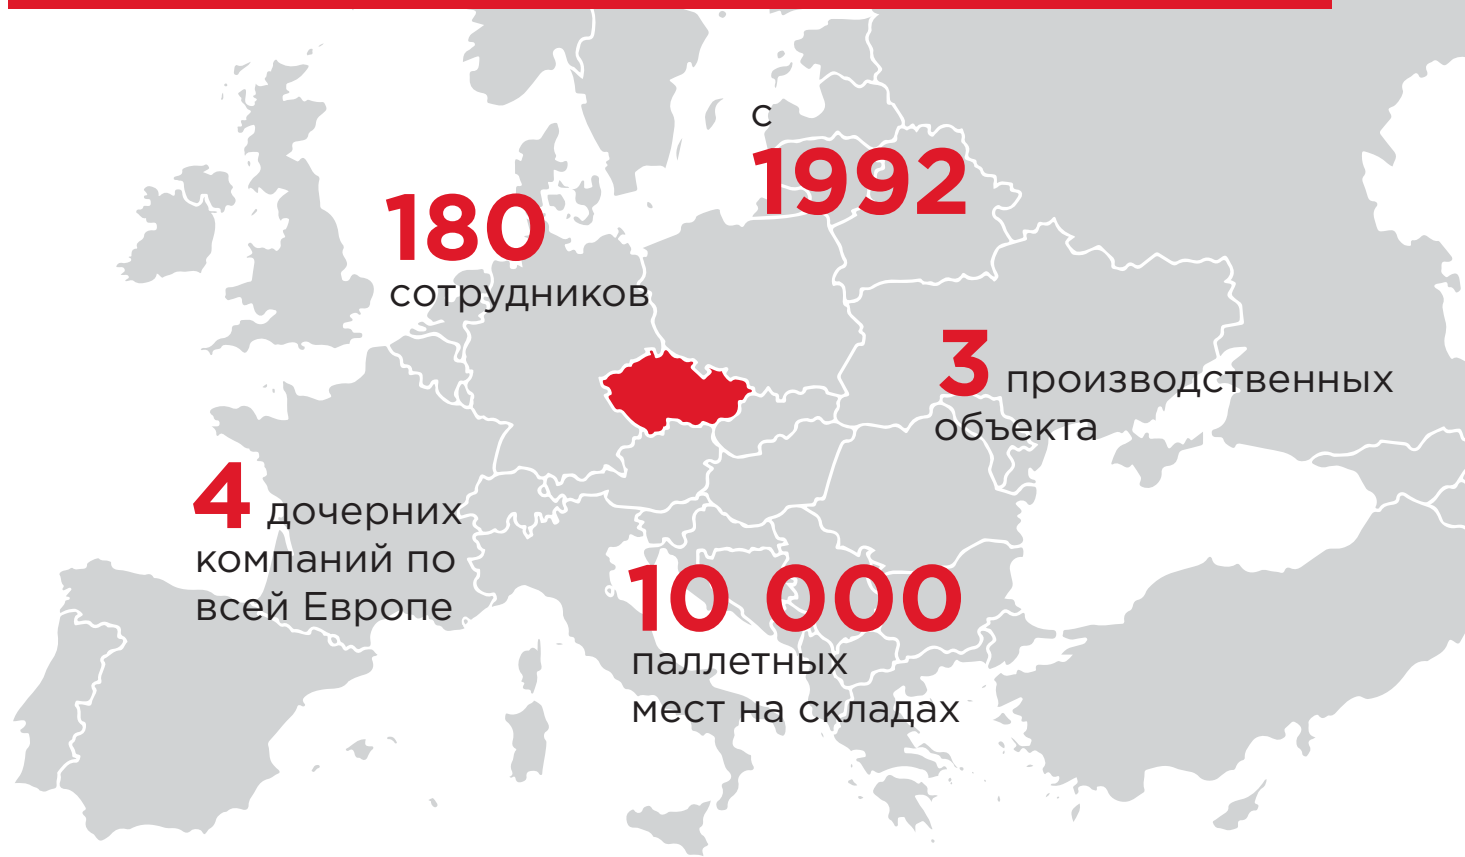 с
1992
180
сотрудников
3 производственных
объекта
4 дочерних
компаний по
всей Европе
10 000
паллетных
мест на складах